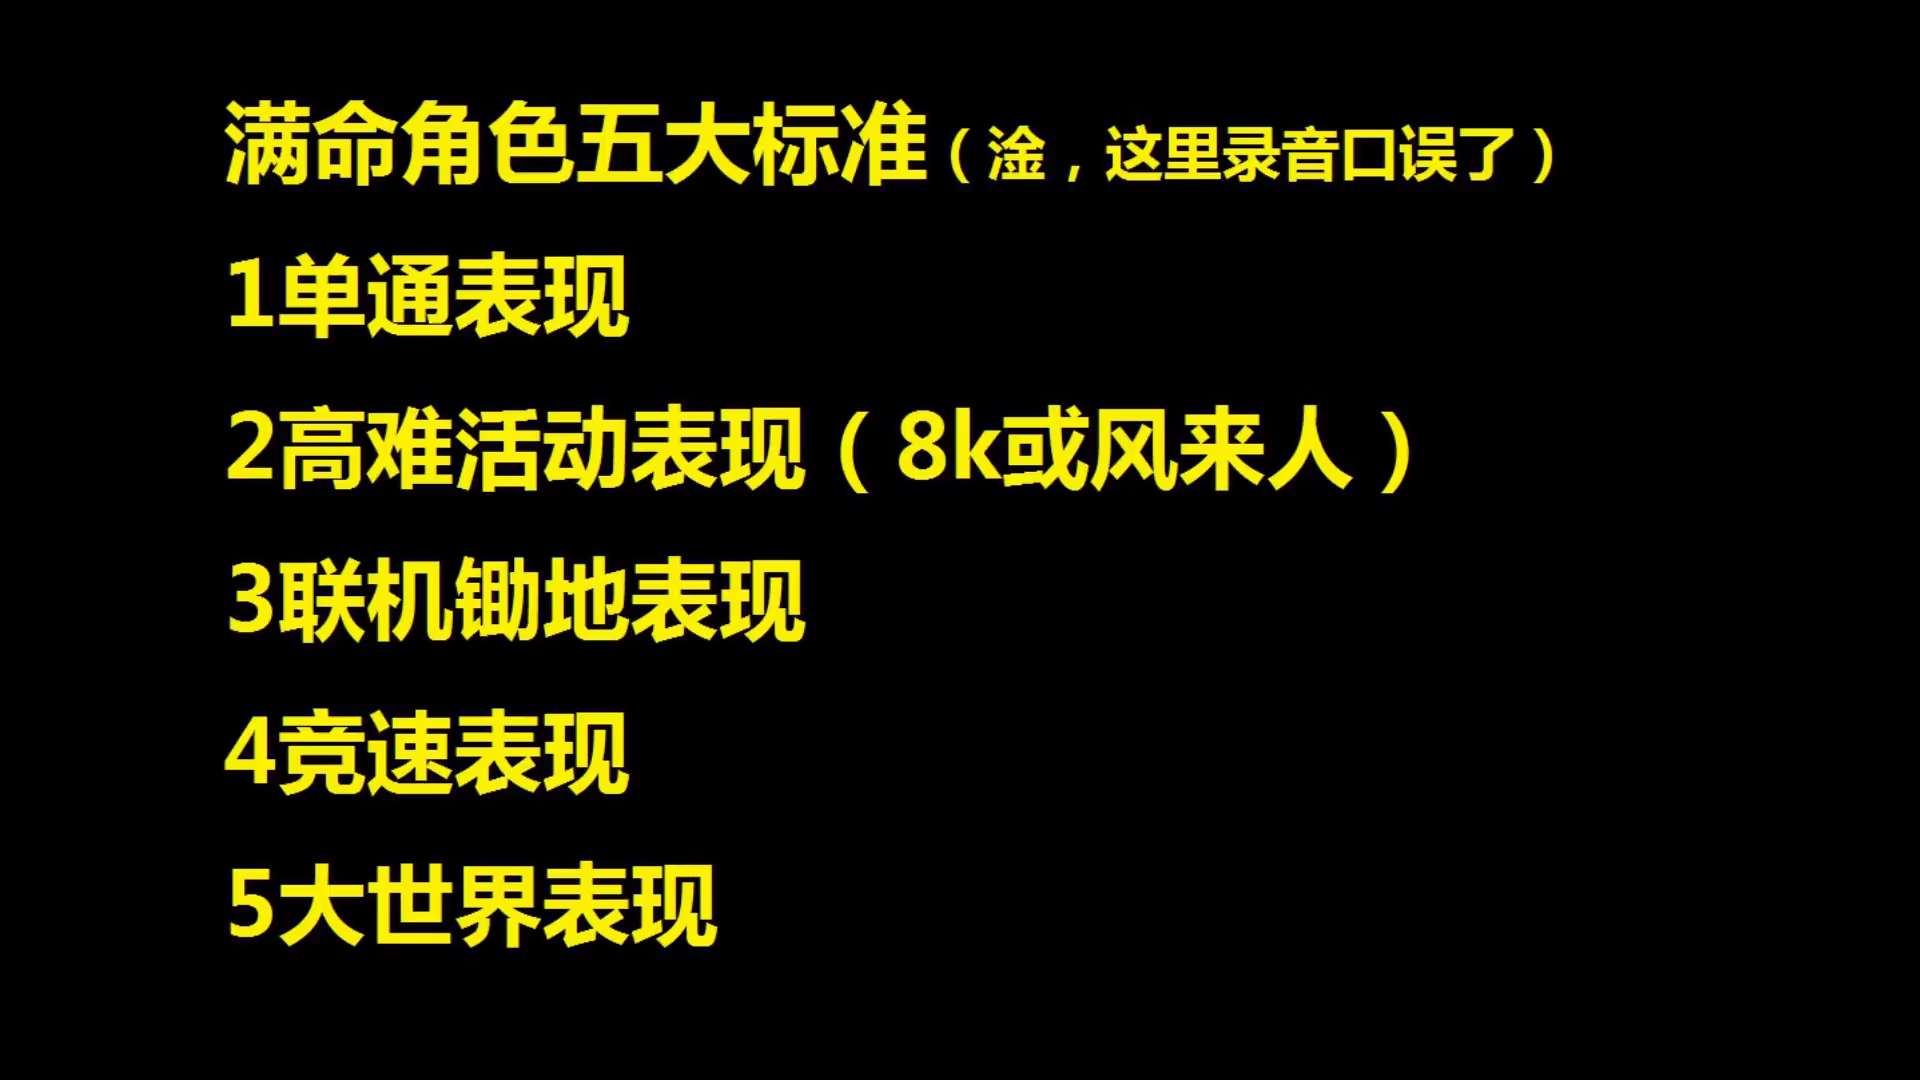 满命角色五大标准（淦，这里录音口误了）
1单通表现
2高难活动表现（8k或风来人）
3联机锄地表现
4竞速表现
5大世界表现